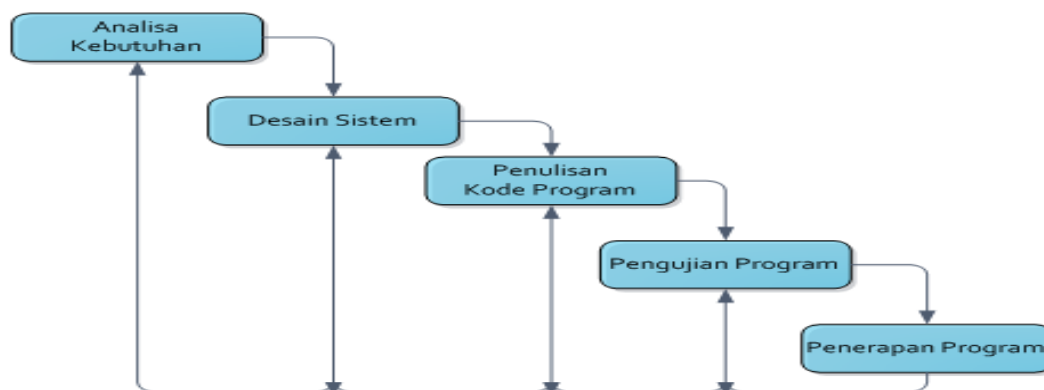 Analisa
Kebutuhan
Desain Sistem
Penulisan
Kode Program
Pengujian Program
Penerapan Program